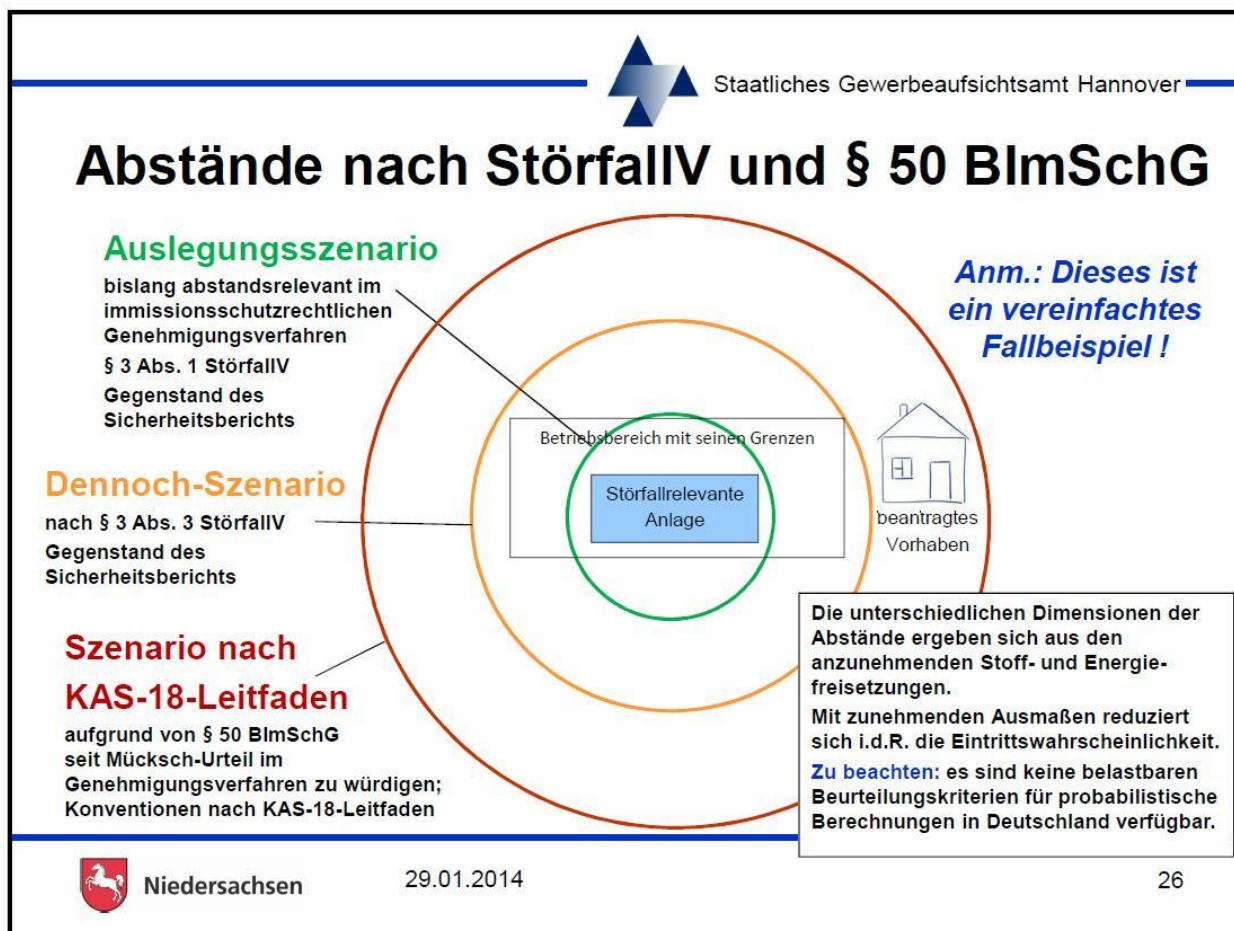 Staatliches Gewerbeaufsichtsamt Hannover
Abstände nach StörfallV und § 50 BImSchG
Auslegungsszenario
bislang abstandsrelevant im
immissionsschutzrechtlichen
Genehmigungsverfahren
§ 3 Abs. 1 StörfallV
Gegenstand des
Sicherheitsberichts
Anm.: Dieses ist
ein vereinfachtes
Fallbeispiel !
Betriebsbereich mit seinen Grenzen
Störfallrelevante
Anlage
beantragtes
Vorhaben
Dennoch-Szenario
nach § 3 Abs. 3 StörfallV
Gegenstand des
Sicherheitsberichts
Szenario nach
KAS-18-Leitfaden
aufgrund von § 50 BImSchG
seit Mücksch-Urteil im
Genehmigungsverfahren zu würdigen;
Konventionen nach KAS-18-Leitfaden
Die unterschiedlichen Dimensionen der
Abstände ergeben sich aus den
anzunehmenden Stoff- und Energie-
freisetzungen.
Mit zunehmenden Ausmaßen reduziert
sich i.d.R. die Eintrittswahrscheinlichkeit.
Zu beachten: es sind keine belastbaren
Beurteilungskriterien für probabilistische
Berechnungen in Deutschland verfügbar.
Niedersachsen
29.01.2014
26